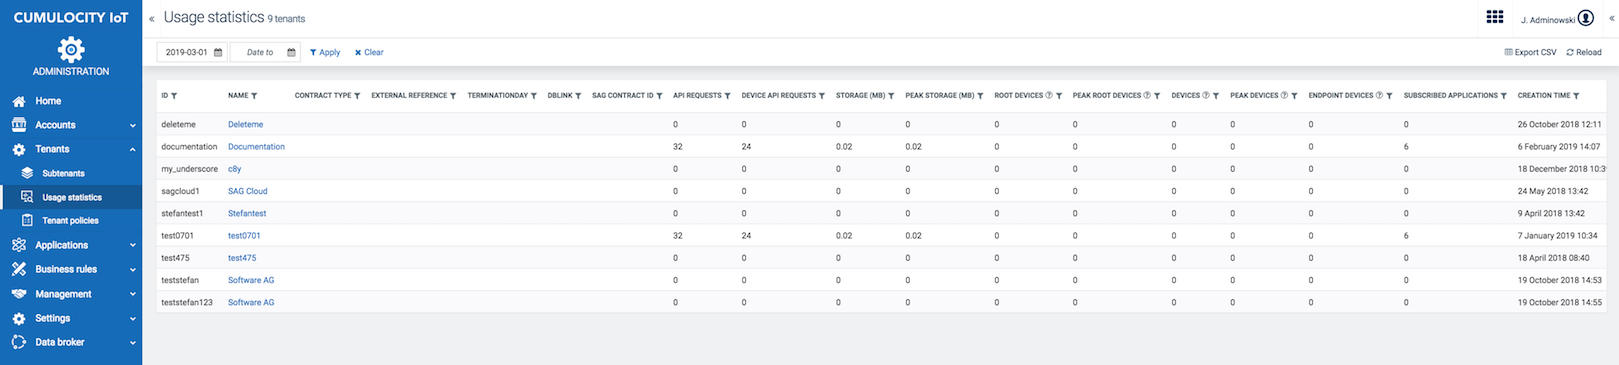 CUMULOCITY IoT
ADMINISTRATION
Home
Accounts
Tenants
Subtenants
Usage statistics
Tenant policies
Applications
Business rules
Management
Settings
Data broker
« Usage statistics 9 tenants
J. Adminowski «
2019-03-01 Date to Apply Clear Export CSV Reload
ID NAME CONTRACT TYPE EXTERNAL REFERENCE TERMINATIONDAY DBLINK SAG CONTRACT ID API REQUESTS DEVICE API REQUESTS STORAGE (MB) PEAK STORAGE (MB) ROOT DEVICES PEAK ROOT DEVICES DEVICES PEAK DEVICES ENDPOINT DEVICES SUBSCRIBED APPLICATIONS CREATION TIME
deleteme Deleteme 0 0 0 0 0 0 0 0 0 0 26 October 2018 12:11
documentation Documentation 32 24 0.02 0.02 0 0 0 0 0 6 6 February 2019 14:07
my_underscore c8y 0 0 0 0 0 0 0 0 0 0 18 December 2018 10:3
sagcloud1 SAG Cloud 0 0 0 0 0 0 0 0 0 0 24 May 2018 13:42
stefantest1 Stefantest 0 0 0 0 0 0 0 0 0 0 9 April 2018 13:42
test0701 test0701 32 24 0.02 0.02 0 0 0 0 0 6 7 January 2019 10:34
test475 test475 0 0 0 0 0 0 0 0 0 0 18 April 2018 08:40
teststefan Software AG 0 0 0 0 0 0 0 0 0 0 19 October 2018 14:53
teststefan123 Software AG 0 0 0 0 0 0 0 0 0 0 19 October 2018 14:55